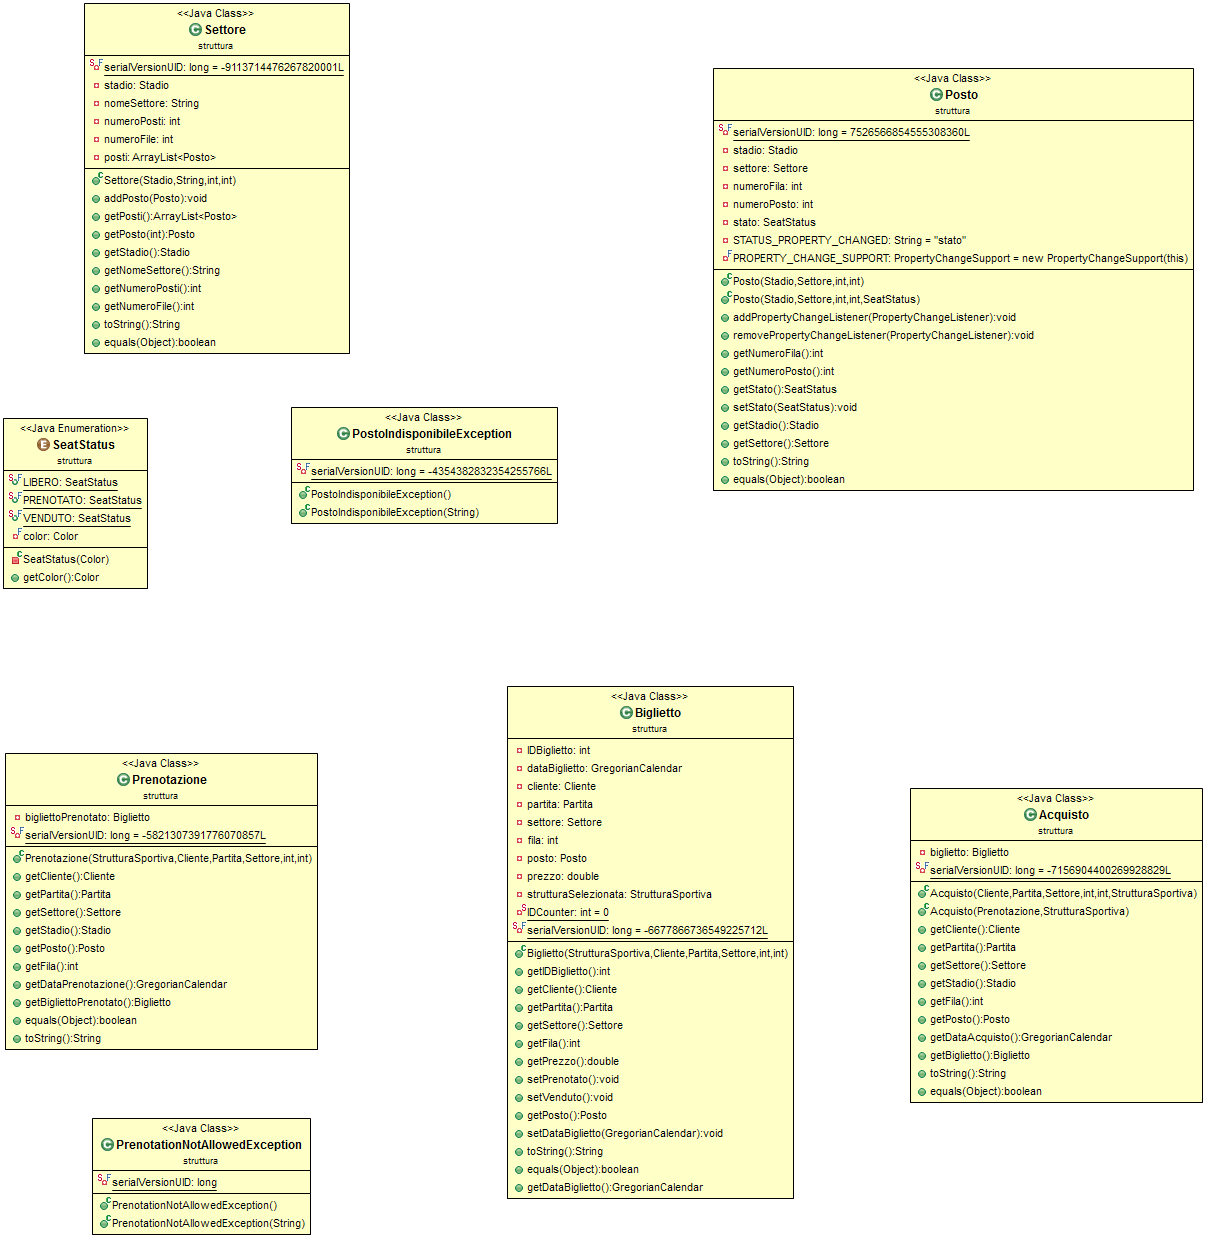 <<Java Class>>
Settore
struttura
serialVersionUID: long = -9113714476267820001L
stadio: Stadio
nomeSettore: String
numeroPosti: int
numeroFile: int
posti: ArrayList<Posto>
Settore(Stadio,String,int,int)
addPosto(Posto):void
getPosti():ArrayList<Posto>
getPosto(int):Posto
getStadio():Stadio
getNomeSettore():String
getNumeroPosti():int
getNumeroFile():int
toString():String
equals(Object):boolean
<<Java Class>>
Posto
struttura
serialVersionUID: long = 7526566854555308360L
stadio: Stadio
settore: Settore
numeroFila: int
numeroPosto: int
stato: SeatStatus
STATUS_PROPERTY_CHANGED: String = "stato"
PROPERTY_CHANGE_SUPPORT: PropertyChangeSupport = new PropertyChangeSupport(this)
Posto(Stadio,Settore,int,int)
Posto(Stadio,Settore,int,int,SeatStatus)
addPropertyChangeListener(PropertyChangeListener):void
removePropertyChangeListener(PropertyChangeListener):void
getNumeroFila():int
getNumeroPosto():int
getStato():SeatStatus
setStato(SeatStatus):void
getStadio():Stadio
getSettore():Settore
toString():String
equals(Object):boolean
<<Java Enumeration>>
SeatStatus
struttura
LIBERO: SeatStatus
PRENOTATO: SeatStatus
VENDUTO: SeatStatus
color: Color
SeatStatus(Color)
getColor():Color
<<Java Class>>
PostoIndisponibileException
struttura
serialVersionUID: long = -4354382832354255766L
PostoIndisponibileException()
PostoIndisponibileException(String)
<<Java Class>>
Prenotazione
struttura
bigliettoPrenotato: Biglietto
serialVersionUID: long = -5821307391776070857L
Prenotazione(StrutturaSportiva,Cliente,Partita,Settore,int,int)
getCliente():Cliente
getPartita():Partita
getSettore():Settore
getStadio():Stadio
getPosto():Posto
getFila():int
getDataPrenotazione():GregorianCalendar
getBigliettoPrenotato():Biglietto
equals(Object):boolean
toString():String
<<Java Class>>
Biglietto
struttura
IDBiglietto: int
dataBiglietto: GregorianCalendar
cliente: Cliente
partita: Partita
settore: Settore
fila: int
posto: Posto
prezzo: double
strutturaSelezionata: StrutturaSportiva
IDCounter: int = 0
serialVersionUID: long = -6677866736549225712L
Biglietto(StrutturaSportiva,Cliente,Partita,Settore,int,int)
getIDBiglietto():int
getCliente():Cliente
getPartita():Partita
getSettore():Settore
getFila():int
getPrezzo():double
setPrenotato():void
setVenduto():void
getPosto():Posto
setDataBiglietto(GregorianCalendar):void
toString():String
equals(Object):boolean
getDataBiglietto():GregorianCalendar
<<Java Class>>
Acquisto
struttura
biglietto: Biglietto
serialVersionUID: long = -7156904400269928829L
Acquisto(Cliente,Partita,Settore,int,int,StrutturaSportiva)
Acquisto(Prenotazione,StrutturaSportiva)
getCliente():Cliente
getPartita():Partita
getSettore():Settore
getStadio():Stadio
getFila():int
getPosto():Posto
getDataAcquisto():GregorianCalendar
getBiglietto():Biglietto
toString():String
equals(Object):boolean
<<Java Class>>
PrenotationNotAllowedException
struttura
serialVersionUID: long
PrenotationNotAllowedException()
PrenotationNotAllowedException(String)